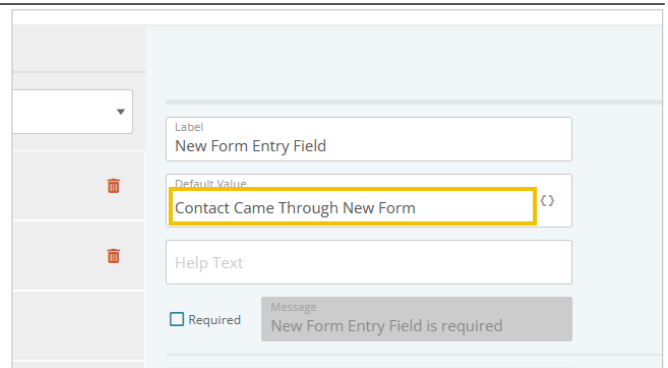 Label
New Form Entry Field
Default Value
Contact Came Through New Form
{}
Help Text
Required
Message
New Form Entry Field is required